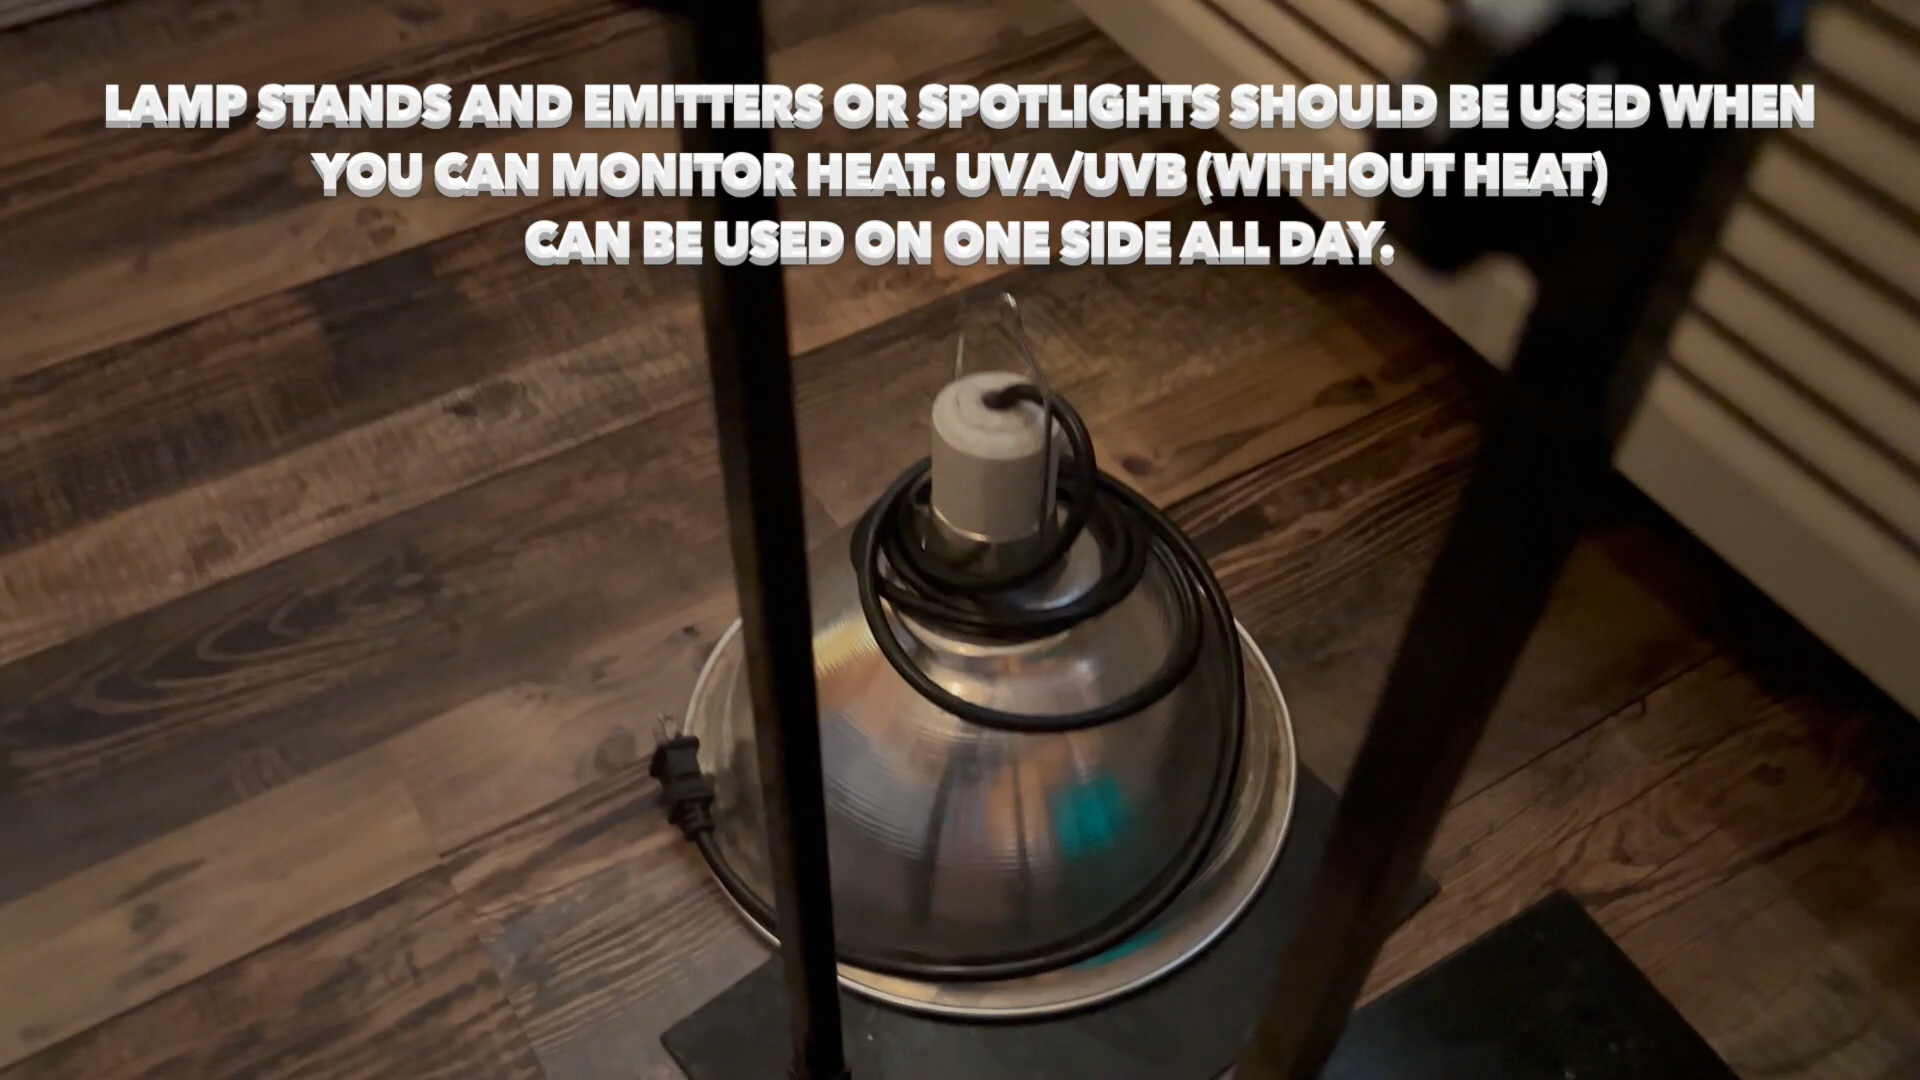 LAMP STANDS AND EMITTERS OR SPOTLIGHTS SHOULD BE USED WHEN
YOU CAN MONITOR HEAT. UVA/UVB (WITHOUT HEAT)
CAN BE USED ON ONE SIDE ALL DAY.